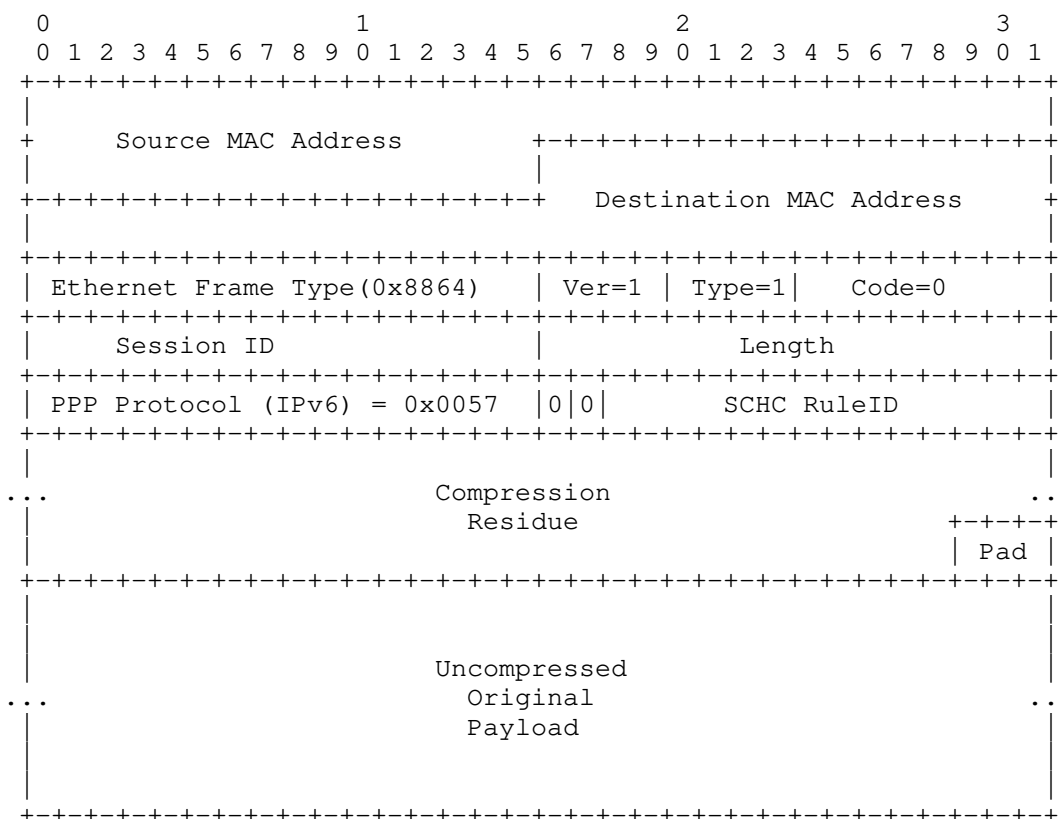 0                   1                   2                   3
0 1 2 3 4 5 6 7 8 9 0 1 2 3 4 5 6 7 8 9 0 1 2 3 4 5 6 7 8 9 0 1
+-+-+-+-+-+-+-+-+-+-+-+-+-+-+-+-+-+-+-+-+-+-+-+-+-+-+-+-+-+-+-+-+
|                                                               |
+     Source MAC Address        +-+-+-+-+-+-+-+-+-+-+-+-+-+-+-+-+
|                               |                               |
+-+-+-+-+-+-+-+-+-+-+-+-+-+-+-+-+   Destination MAC Address     +
|                                                               |
+-+-+-+-+-+-+-+-+-+-+-+-+-+-+-+-+-+-+-+-+-+-+-+-+-+-+-+-+-+-+-+-+
| Ethernet Frame Type(0x8864)   | Ver=1 | Type=1|   Code=0      |
+-+-+-+-+-+-+-+-+-+-+-+-+-+-+-+-+-+-+-+-+-+-+-+-+-+-+-+-+-+-+-+-+
|     Session ID                |            Length             |
+-+-+-+-+-+-+-+-+-+-+-+-+-+-+-+-+-+-+-+-+-+-+-+-+-+-+-+-+-+-+-+-+
| PPP Protocol (IPv6) = 0x0057  |0|0|       SCHC RuleID         |
+-+-+-+-+-+-+-+-+-+-+-+-+-+-+-+-+-+-+-+-+-+-+-+-+-+-+-+-+-+-+-+-+
|                                                               |
...                        Compression                          ..
|                           Residue                       +-+-+-+
|                                                         | Pad |
+-+-+-+-+-+-+-+-+-+-+-+-+-+-+-+-+-+-+-+-+-+-+-+-+-+-+-+-+-+-+-+-+
|                                                               |
|                                                               |
|                         Uncompressed                          |
...                         Original                            ..
|                           Payload                             |
|                                                               |
|                                                               |
+-+-+-+-+-+-+-+-+-+-+-+-+-+-+-+-+-+-+-+-+-+-+-+-+-+-+-+-+-+-+-+-+